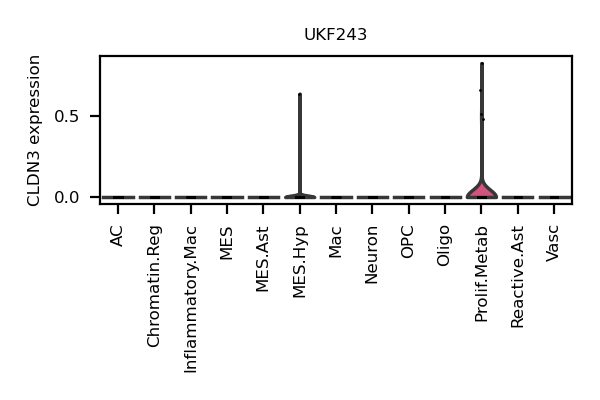 UKF243
CLDN3 expression
0.5
0.0
AC
Chromatin.Reg
Inflammatory.Mac
MES
MES.Ast
MES.Hyp
Mac
Neuron
OPC
Oligo
Prolif.Metab
Reactive.Ast
Vasc